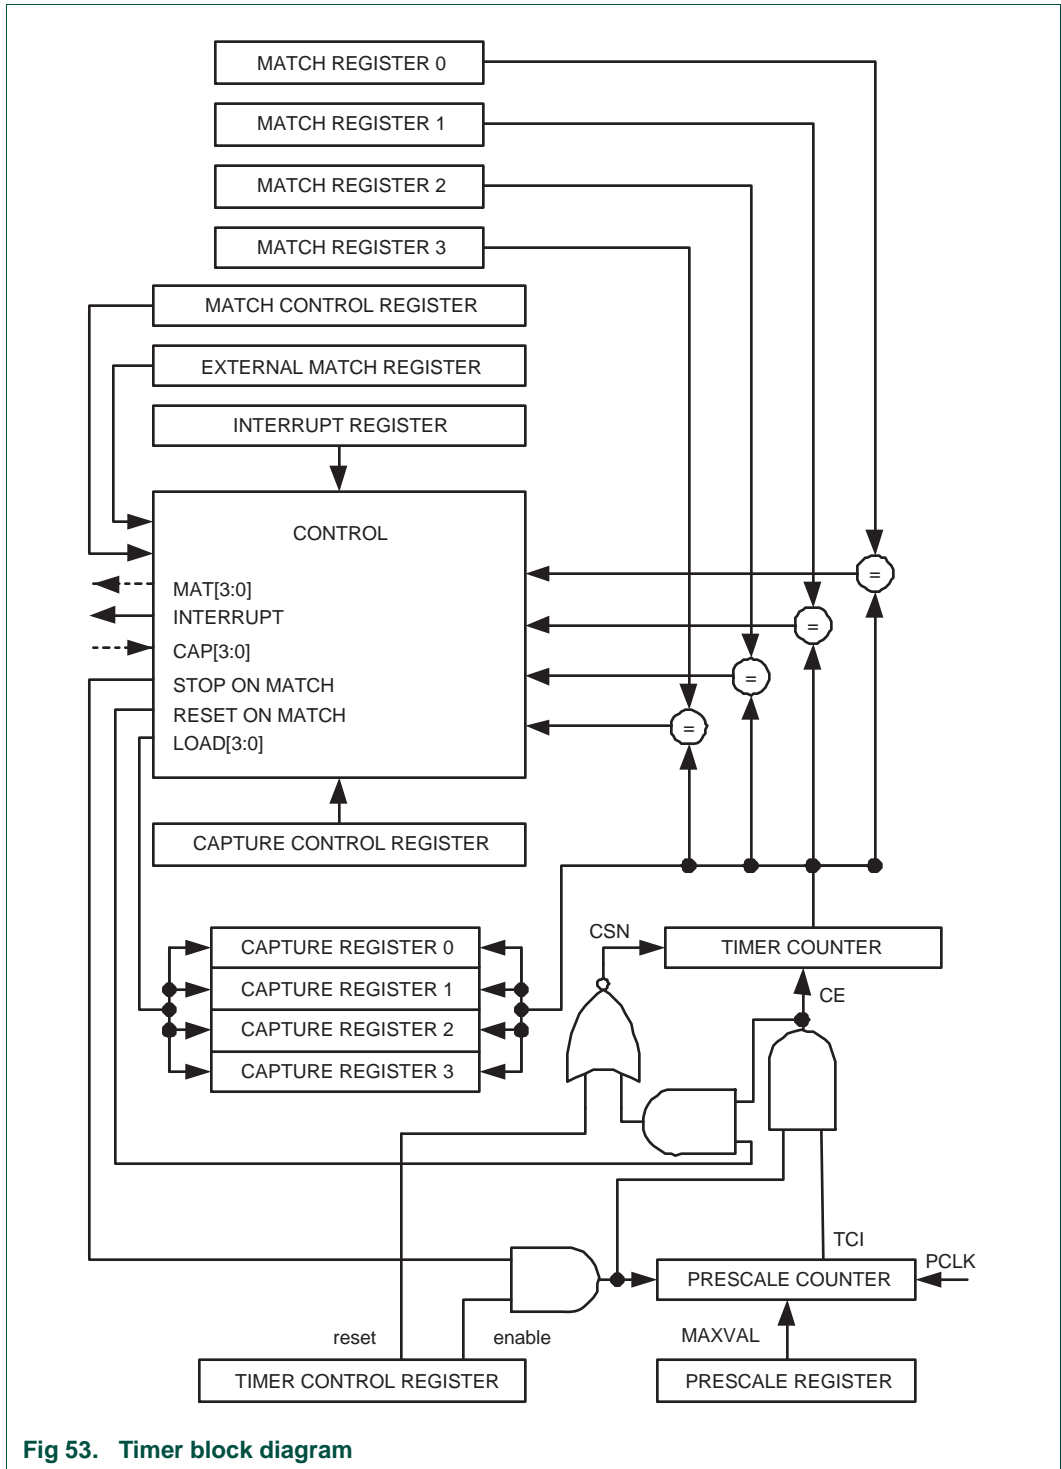 MATCH REGISTER 0
MATCH REGISTER 1
MATCH REGISTER 2
MATCH REGISTER 3
MATCH CONTROL REGISTER
EXTERNAL MATCH REGISTER
INTERRUPT REGISTER
CONTROL
=
=
=
=
MAT[3:0]
INTERRUPT
CAP[3:0]
STOP ON MATCH
RESET ON MATCH
LOAD[3:0]
CAPTURE CONTROL REGISTER
CSN
TIMER COUNTER
CE
CAPTURE REGISTER 0
CAPTURE REGISTER 1
CAPTURE REGISTER 2
CAPTURE REGISTER 3
TCI
PCLK
PRESCALE COUNTER
reset
enable
MAXVAL
TIMER CONTROL REGISTER
PRESCALE REGISTER
Fig 53. Timer block diagram